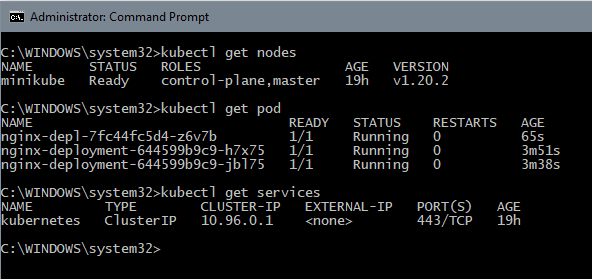 Administrator: Command Prompt
C:\WINDOWS\system32>kubectl get nodes
NAME STATUS ROLES AGE VERSION
minikube Ready control-plane,master 19h v1.20.2
C:\WINDOWS\system32>kubectl get pod
NAME READY STATUS RESTARTS AGE
nginx-depl-7fc44fc5d4-z6v7b 1/1 Running 0 65s
nginx-deployment-644599b9c9-h7x75 1/1 Running 0 3m51s
nginx-deployment-644599b9c9-jbl75 1/1 Running 0 3m38s
C:\WINDOWS\system32>kubectl get services
NAME TYPE CLUSTER-IP EXTERNAL-IP PORT(S) AGE
kubernetes ClusterIP 10.96.0.1 <none> 443/TCP 19h
C:\WINDOWS\system32>